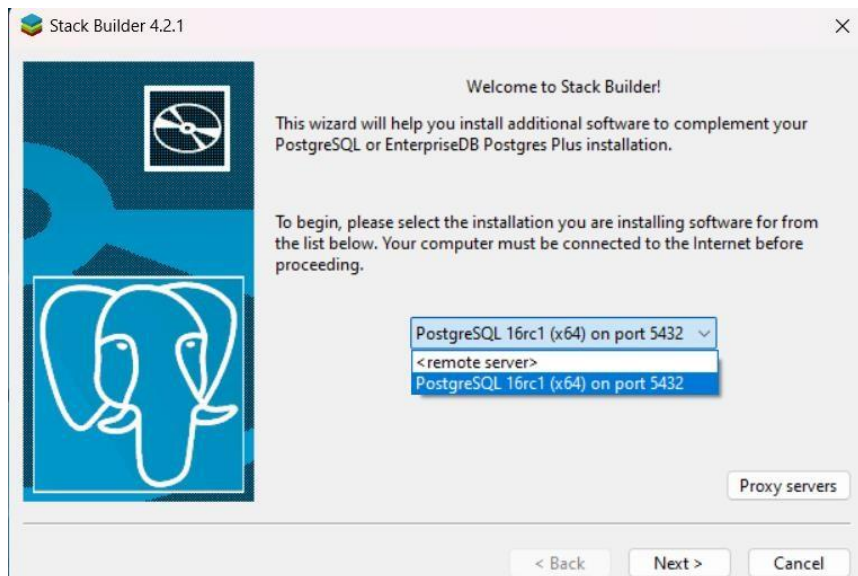 Stack Builder 4.2.1
Welcome to Stack Builder!
This wizard will help you install additional software to complement your
PostgreSQL or EnterpriseDB Postgres Plus installation.
To begin, please select the installation you are installing software for from
the list below. Your computer must be connected to the Internet before
proceeding.
PostgreSQL 16rc1 (x64) on port 5432
<remote server>
PostgreSQL 16rc1 (x64) on port 5432
Proxy servers
< Back Next > Cancel